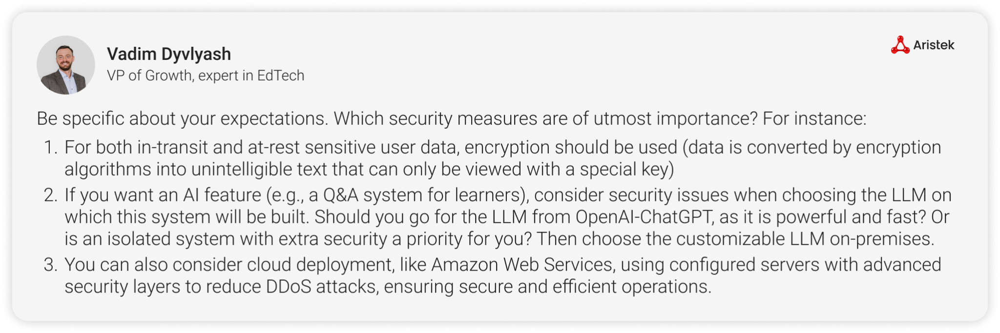 Vadim Dyvlyash
VP of Growth, expert in EdTech
Aristek
Be specific about your expectations. Which security measures are of utmost importance? For instance:
1. For both in-transit and at-rest sensitive user data, encryption should be used (data is converted by encryption
algorithms into unintelligible text that can only be viewed with a special key)
2. If you want an AI feature (e.g., a Q&A system for learners), consider security issues when choosing the LLM on
which this system will be built. Should you go for the LLM from OpenAI-ChatGPT, as it is powerful and fast? Or
is an isolated system with extra security a priority for you? Then choose the customizable LLM on-premises.
3. You can also consider cloud deployment, like Amazon Web Services, using configured servers with advanced
security layers to reduce DDoS attacks, ensuring secure and efficient operations.